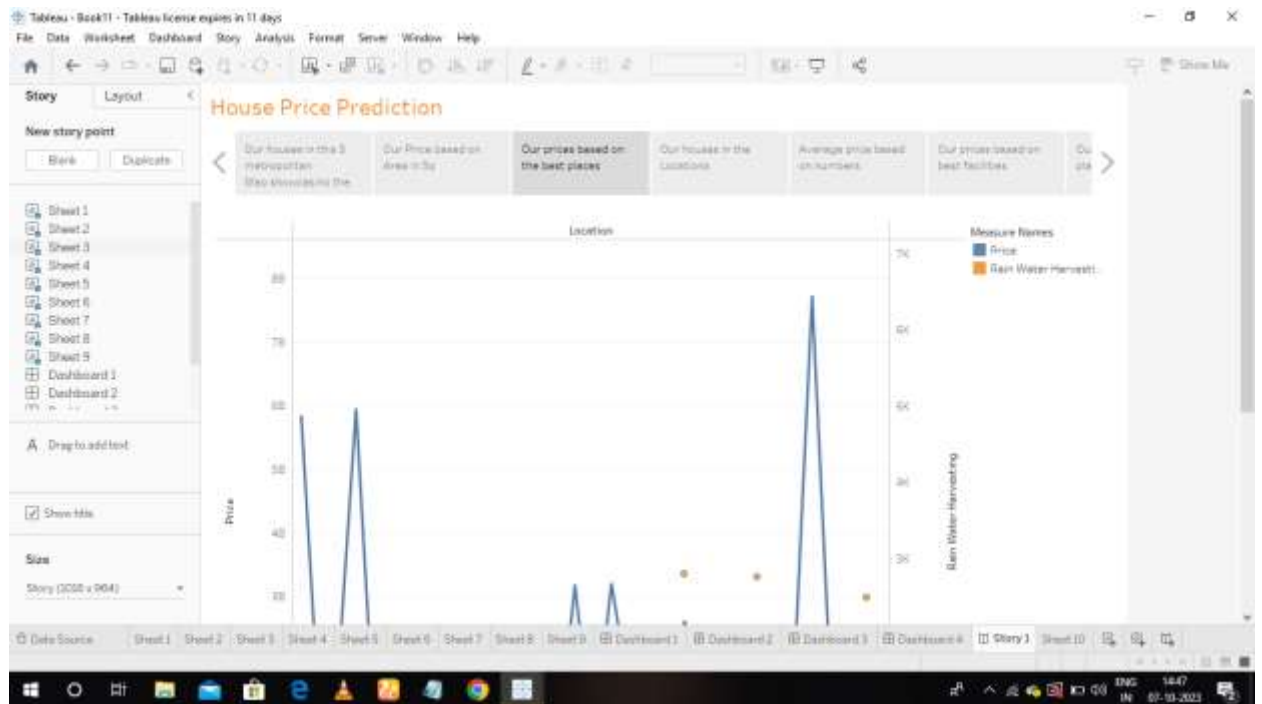 Tableau - Book11 - Tableau license expires in 11 days
File Data Worksheet Dashboard Story Analysis Format Server Window Help
Show Me
Story Layout
House Price Prediction
New story point
Blank Duplicate
Our houses in the 5
metropolitan
Map showcasing the
Our Price based on
Area in Sq
Our prices based on
the best places
Our houses in the
Locations
Average price based
on numbers
Our prices based on
best facilities
Sheet 1
Sheet 2
Sheet 3
Sheet 4
Sheet 5
Sheet 6
Sheet 7
Sheet 8
Sheet 9
Dashboard 1
Dashboard 2
A Drag to add text
Show title
Size
Location
Measure Names
Price
Rain Water Harvesti..
7K
Price
Rain Water Harvesting
Data Source Sheet 1 Sheet 2 Sheet 3 Sheet 4 Sheet 5 Sheet 6 Sheet 7 Sheet 8 Sheet 9 Dashboard 1 Dashboard 2 Dashboard 3 Dashboard 4 Story 1 Sheet 10
ENG 14:47
IN 07-10-2023